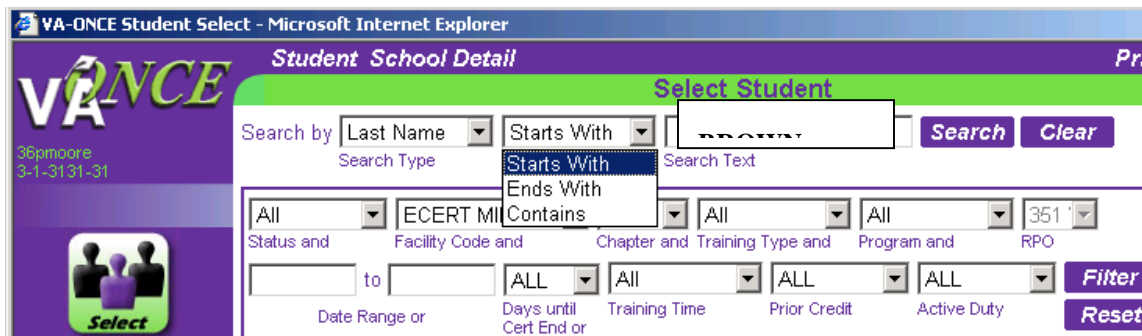 VA-ONCE Student Select - Microsoft Internet Explorer
Student School Detail Pr
VA ONCE
Select Student
Search by Last Name Starts With BROWN Search Clear
Search Type Starts With Search Text
36pmoore
3-1-3131-31
Ends With
Contains
All ECERT MI All All 351
Status and Facility Code and Chapter and Training Type and Program and RPO
to ALL All ALL ALL Filter
Date Range or Days until Cert End or Training Time Prior Credit Active Duty
Select Reset